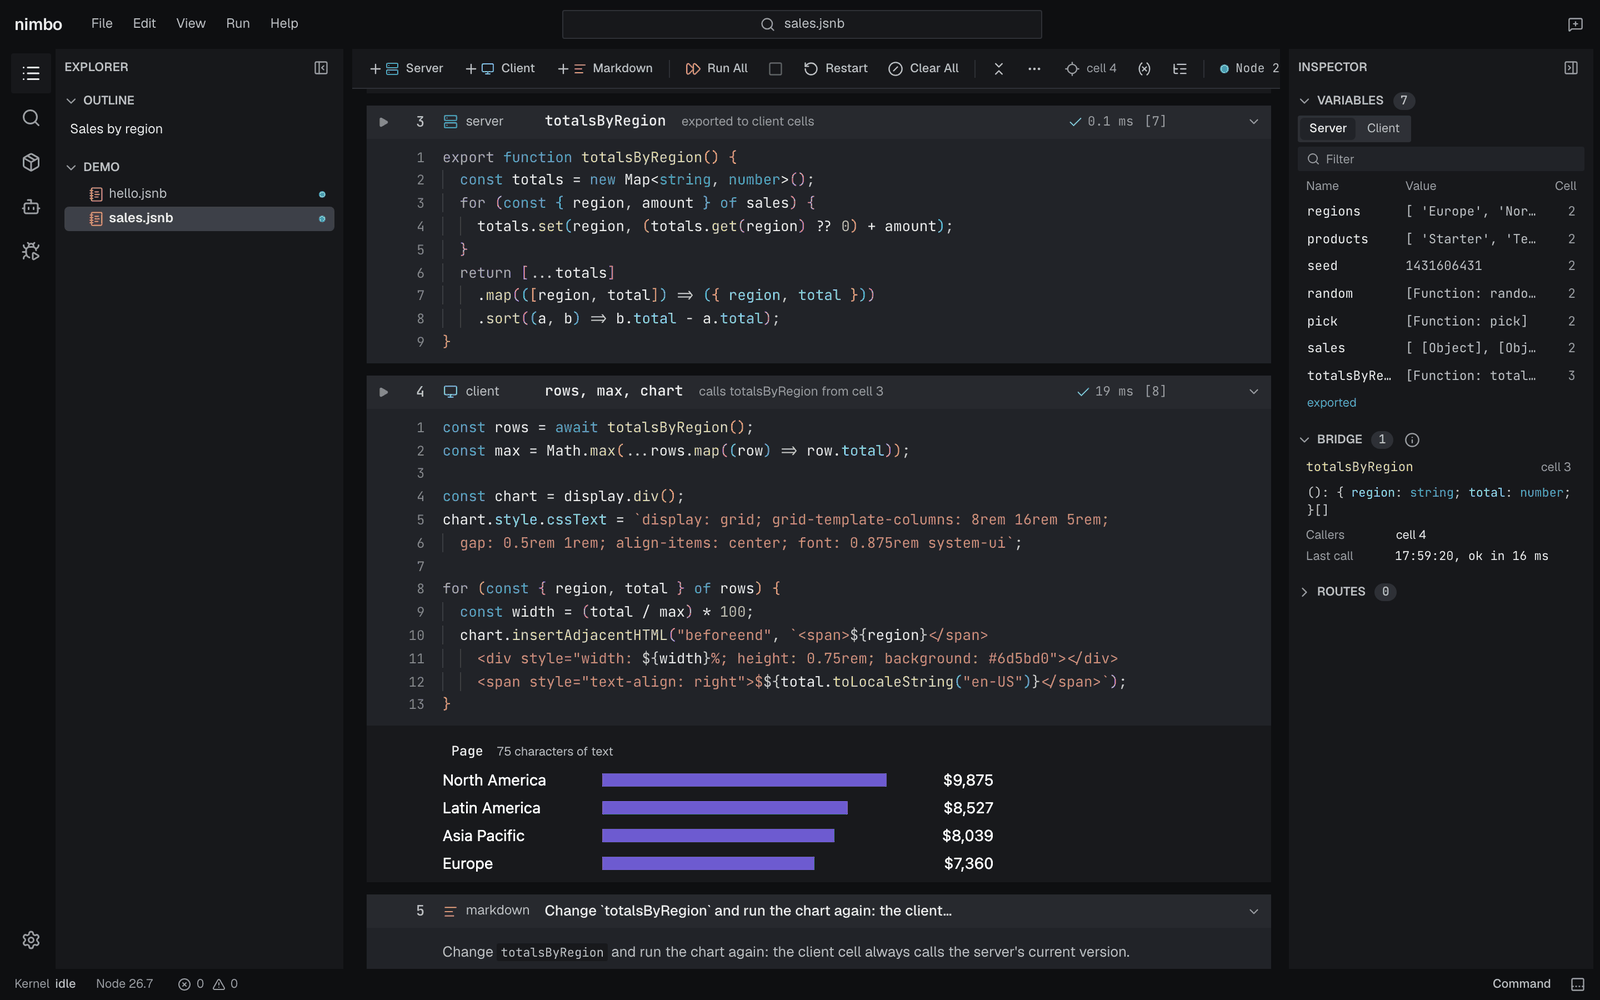 nimbo File Edit View Run Help
sales.jsnb
EXPLORER
OUTLINE
Sales by region
DEMO
hello.jsnb
sales.jsnb
Server Client Markdown Run All Restart Clear All cell 4 Node 2
3 server totalsByRegion exported to client cells 0.1 ms [7]
1 export function totalsByRegion() {
2 const totals = new Map<string, number>();
3 for (const { region, amount } of sales) {
4 totals.set(region, (totals.get(region) ?? 0) + amount);
5 }
6 return [...totals]
7 .map(([region, total]) => ({ region, total }))
8 .sort((a, b) => b.total - a.total);
9 }
4 client rows, max, chart calls totalsByRegion from cell 3 19 ms [8]
1 const rows = await totalsByRegion();
2 const max = Math.max(...rows.map((row) => row.total));
3
4 const chart = display.div();
5 chart.style.cssText = `display: grid; grid-template-columns: 8rem 16rem 5rem;
6 gap: 0.5rem 1rem; align-items: center; font: 0.875rem system-ui`;
7
8 for (const { region, total } of rows) {
9 const width = (total / max) * 100;
10 chart.insertAdjacentHTML("beforeend", `<span>${region}</span>
11 <div style="width: ${width}%; height: 0.75rem; background: #6d5bd0"></div>
12 <span style="text-align: right">$${total.toLocaleString("en-US")}</span>`);
13 }
Page 75 characters of text
North America $9,875
Latin America $8,527
Asia Pacific $8,039
Europe $7,360
5 markdown Change `totalsByRegion` and run the chart again: the client...
Change totalsByRegion and run the chart again: the client cell always calls the server's current version.
INSPECTOR
VARIABLES 7
Server Client
Filter
Name Value Cell
regions [ 'Europe', 'Nor... 2
products [ 'Starter', 'Te... 2
seed 1431606431 2
random [Function: rando... 2
pick [Function: pick] 2
sales [ [Object], [Obj... 2
totalsByRe... [Function: total... 3
exported
BRIDGE 1
totalsByRegion cell 3
(): { region: string; total: number;
}[]
Callers cell 4
Last call 17:59:20, ok in 16 ms
ROUTES 0
Kernel idle Node 26.7 0 0 Command